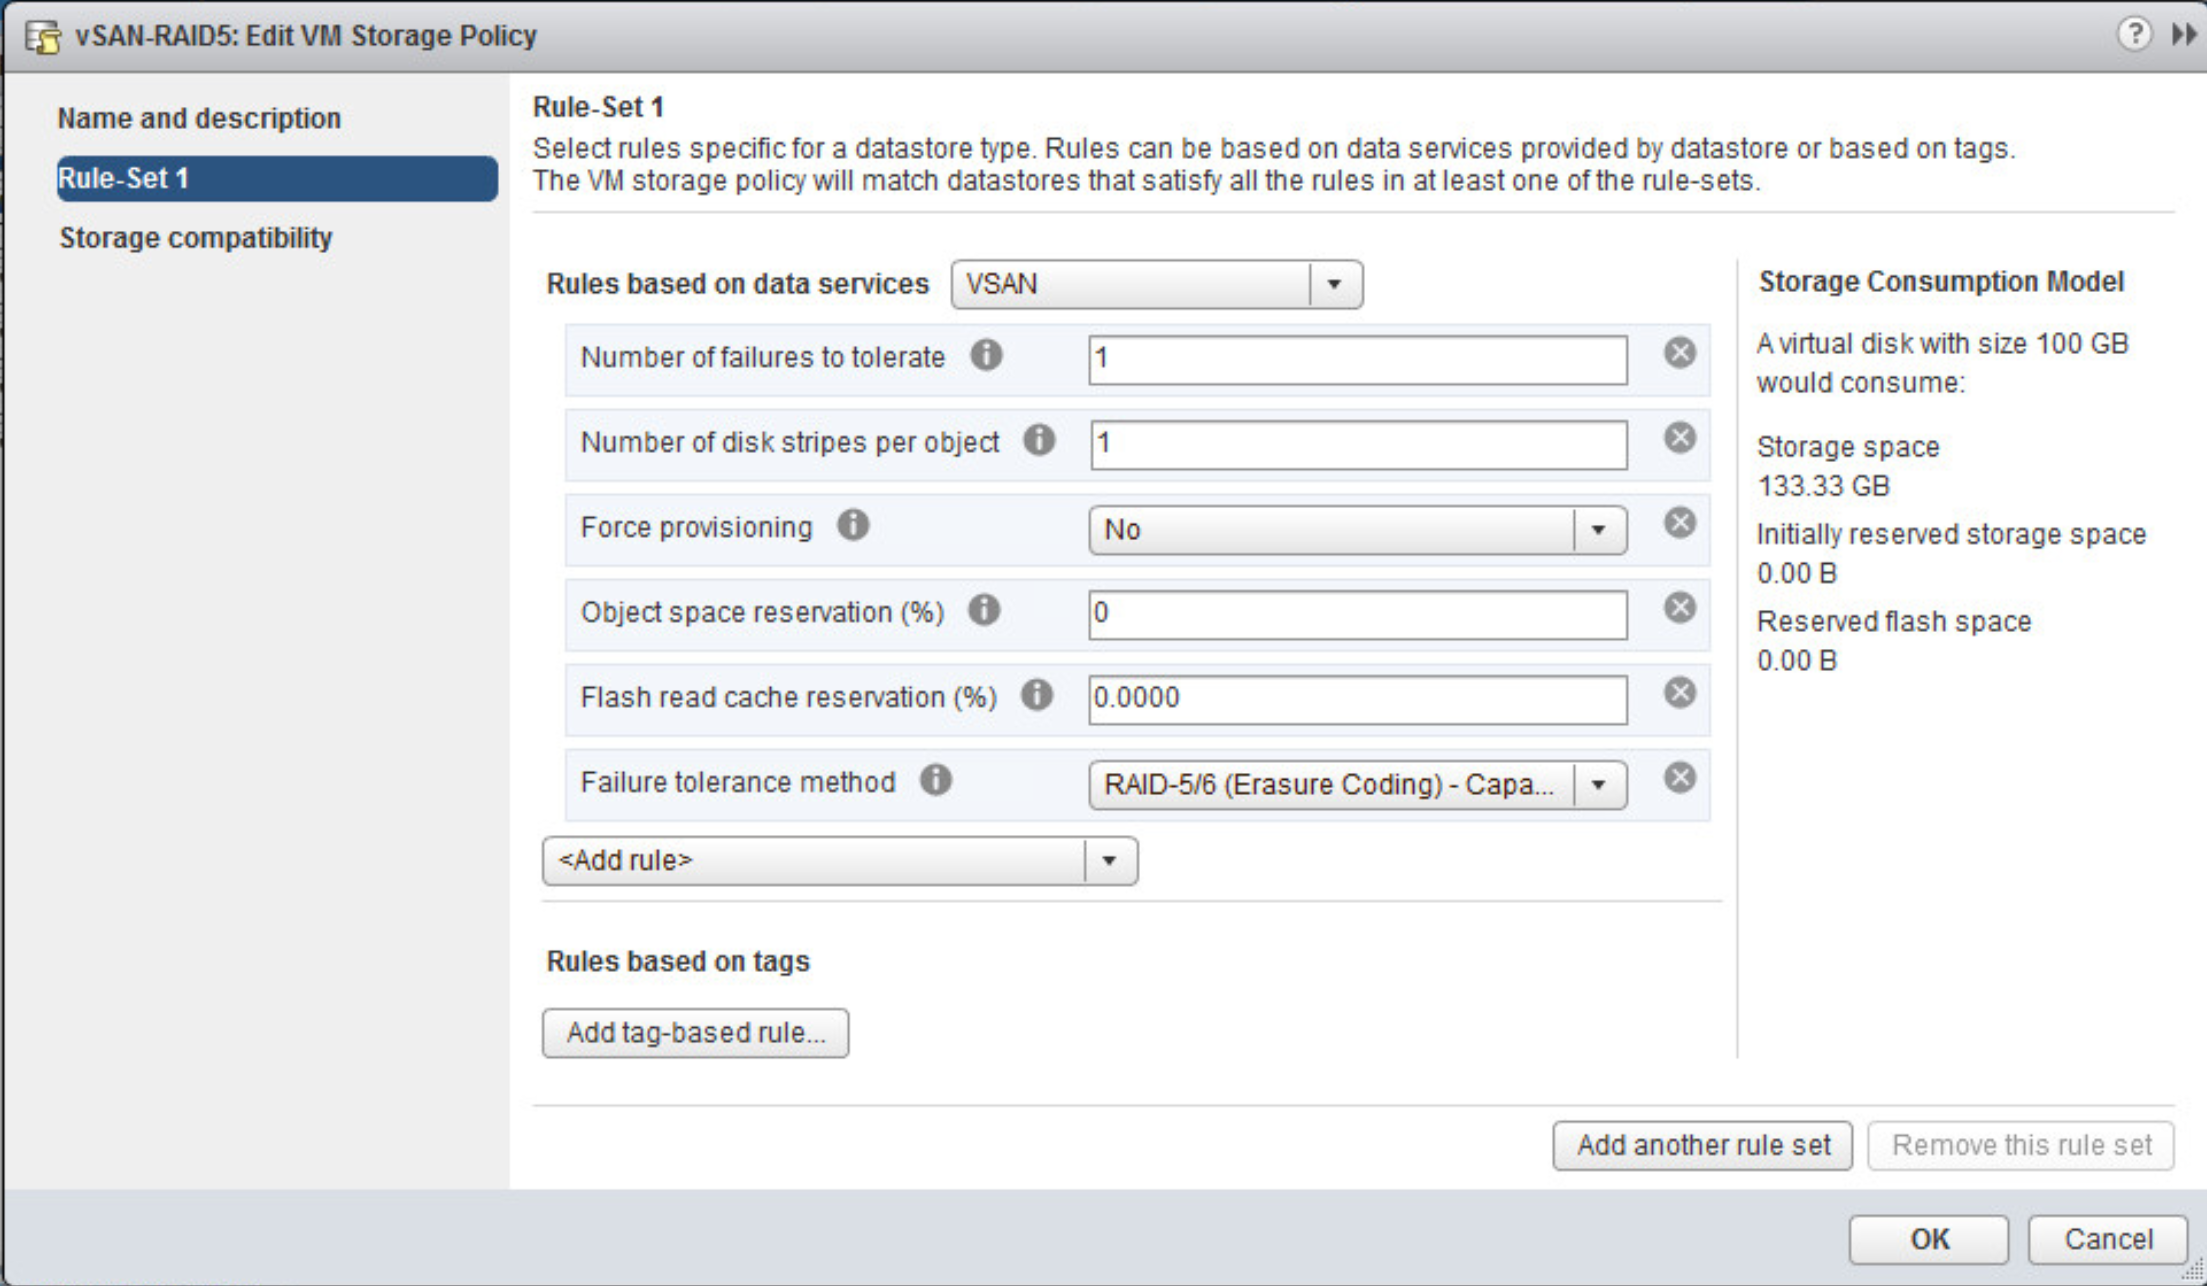 vSAN-RAID5: Edit VM Storage Policy
?
Name and description
Rule-Set 1
Storage compatibility
Rule-Set 1
Select rules specific for a datastore type. Rules can be based on data services provided by datastore or based on tags.
The VM storage policy will match datastores that satisfy all the rules in at least one of the rule-sets.
Rules based on data services VSAN
Number of failures to tolerate 1
Number of disk stripes per object 1
Force provisioning No
Object space reservation (%) 0
Flash read cache reservation (%) 0.0000
Failure tolerance method RAID-5/6 (Erasure Coding) - Capa...
<Add rule>
Rules based on tags
Add tag-based rule...
Storage Consumption Model
A virtual disk with size 100 GB
would consume:
Storage space
133.33 GB
Initially reserved storage space
0.00 B
Reserved flash space
0.00 B
Add another rule set
Remove this rule set
OK
Cancel